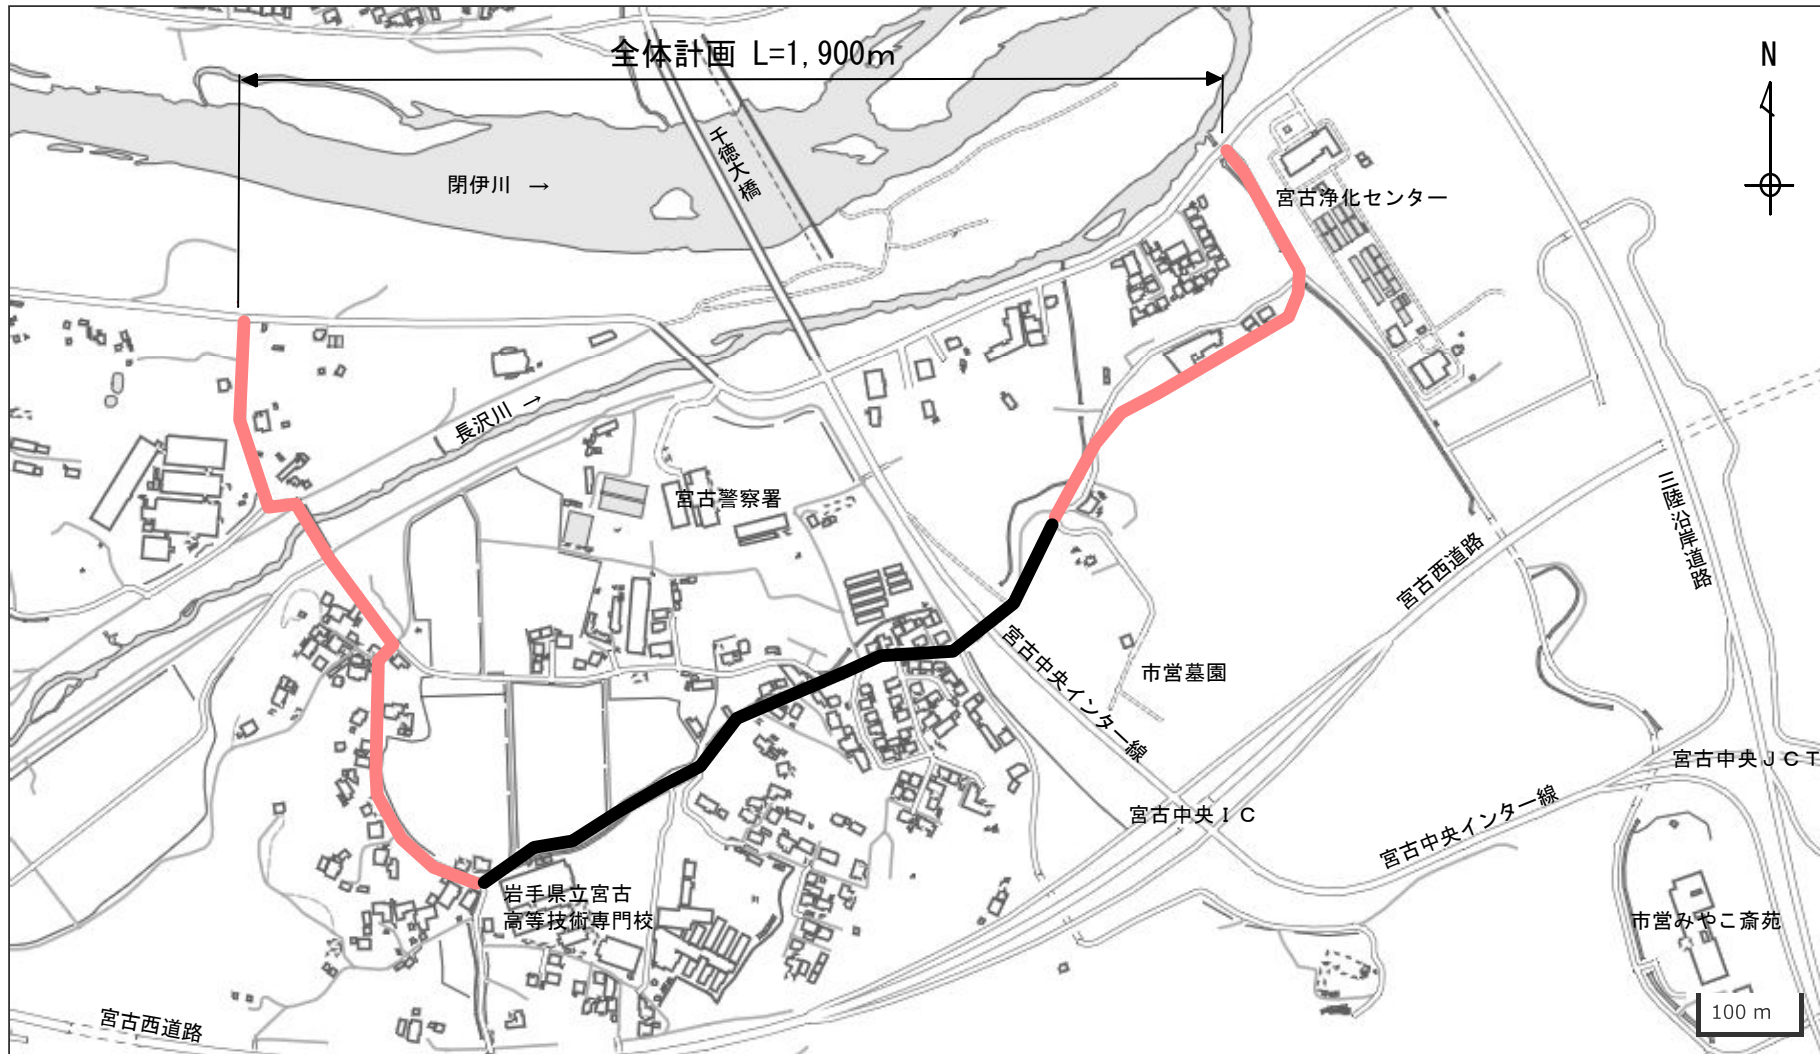 全体計画 L=1,900m
N
千徳大橋
閉伊川 →
宮古浄化センター
長沢川 →
宮古警察署
三陸沿岸道路
宮古西道路
宮古中央インター線
市営墓園
宮古中央JCT
宮古中央IC
宮古中央インター線
岩手県立宮古
高等技術専門校
市営みやこ斎苑
宮古西道路
100 m